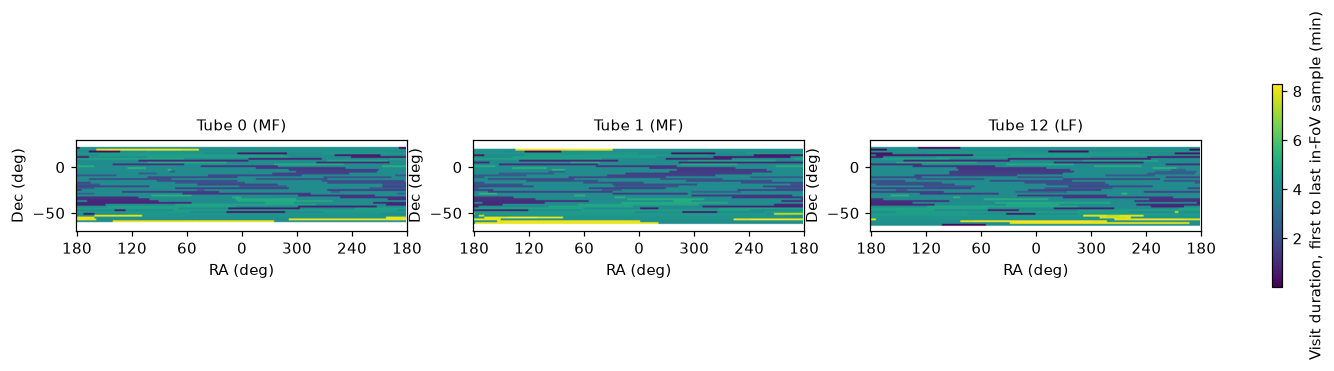 Tube 0 (MF)
Tube 1 (MF)
Tube 12 (LF)
Dec (deg)
0
−50
180 120 60 0 300 240 180
RA (deg)
Dec (deg)
0
−50
180 120 60 0 300 240 180
RA (deg)
Dec (deg)
0
−50
180 120 60 0 300 240 180
RA (deg)
8
6
4
2
Visit duration, first to last in-FoV sample (min)